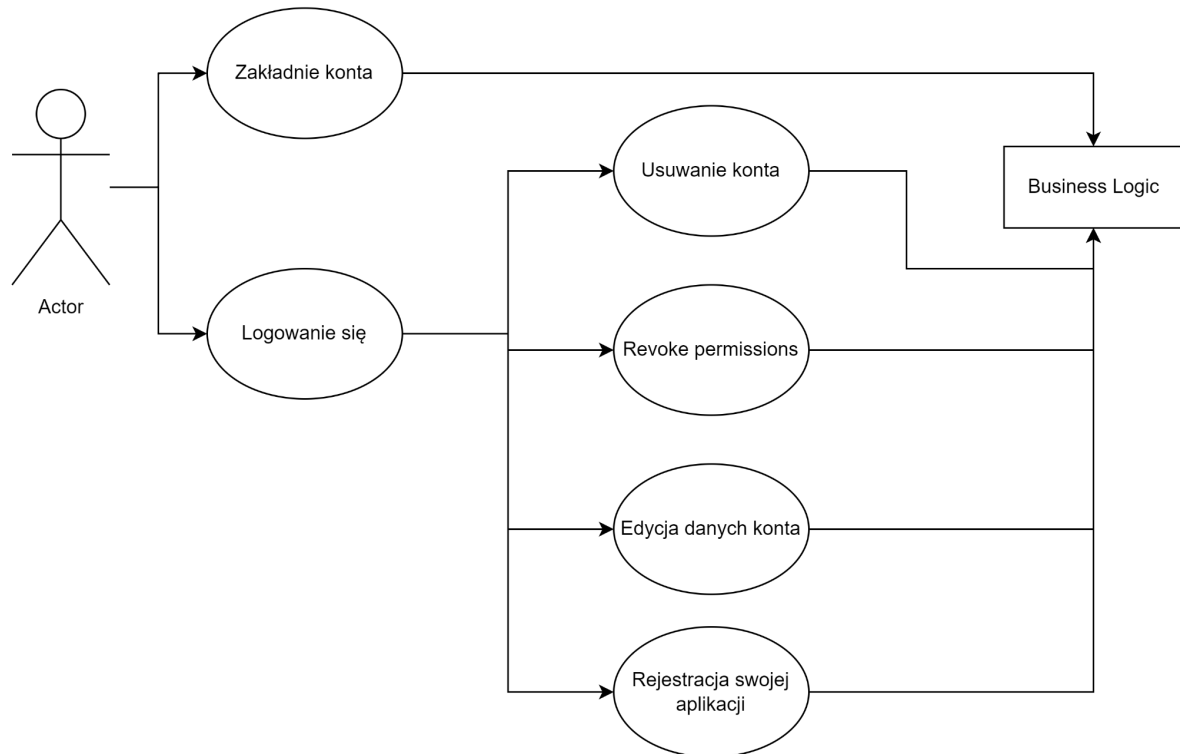 Zakładnie konta
Usuwanie konta
Business Logic
Actor
Logowanie się
Revoke permissions
Edycja danych konta
Rejestracja swojej
aplikacji